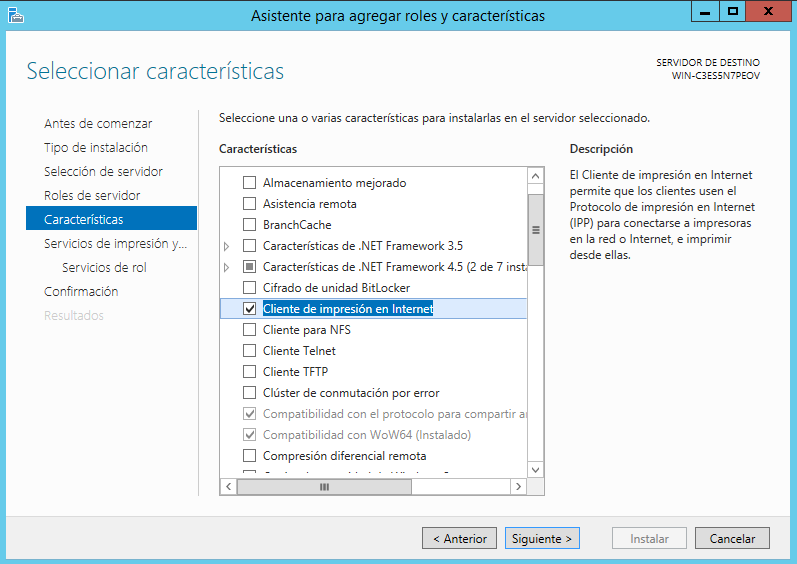 Asistente para agregar roles y características
Seleccionar características
SERVIDOR DE DESTINO
WIN-C3ES5N7PEOV
Antes de comenzar
Tipo de instalación
Selección de servidor
Roles de servidor
Características
Servicios de impresión y...
Servicios de rol
Confirmación
Resultados
Seleccione una o varias características para instalarlas en el servidor seleccionado.
Características
Almacenamiento mejorado
Asistencia remota
BranchCache
Características de .NET Framework 3.5
Características de .NET Framework 4.5 (2 de 7 insta
Cifrado de unidad BitLocker
Cliente de impresión en Internet
Cliente para NFS
Cliente Telnet
Cliente TFTP
Clúster de conmutación por error
Compatibilidad con el protocolo para compartir a
Compatibilidad con WoW64 (Instalado)
Compresión diferencial remota
Descripción
El Cliente de impresión en Internet
permite que los clientes usen el
Protocolo de impresión en Internet
(IPP) para conectarse a impresoras
en la red o Internet, e imprimir
desde ellas.
< Anterior
Siguiente >
Instalar
Cancelar